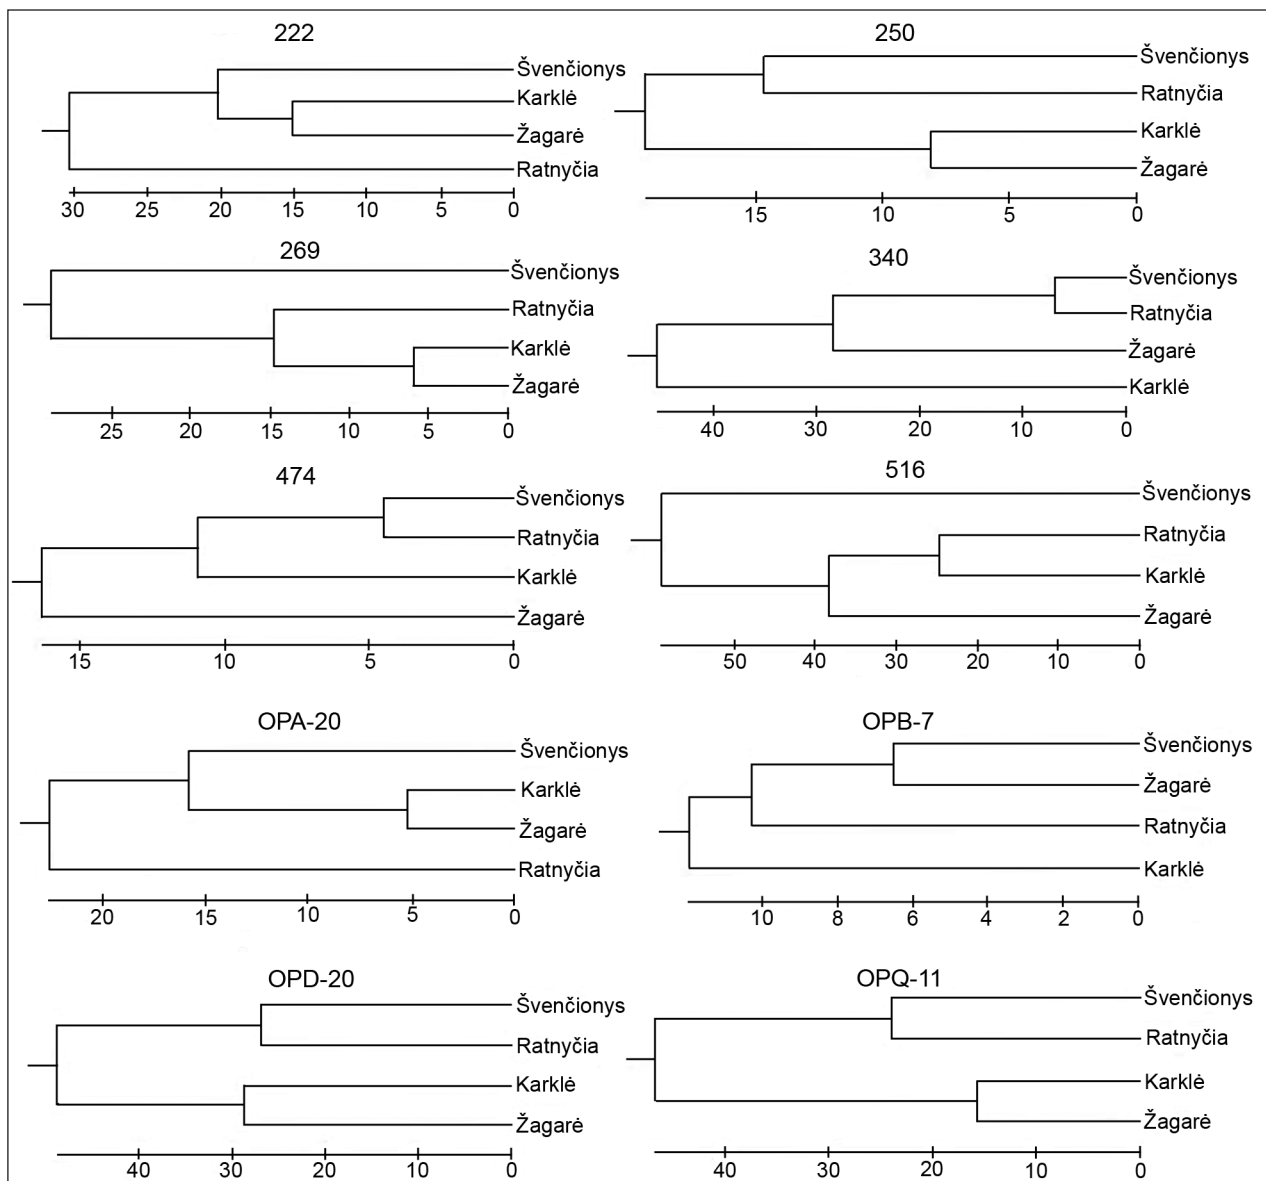 222
Švenčionys
Karklė
Žagarė
Ratnyčia
30 25 20 15 10 5 0
250
Švenčionys
Ratnyčia
Karklė
Žagarė
15 10 5 0
269
Švenčionys
Ratnyčia
Karklė
Žagarė
25 20 15 10 5 0
340
Švenčionys
Ratnyčia
Žagarė
Karklė
40 30 20 10 0
474
Švenčionys
Ratnyčia
Karklė
Žagarė
15 10 5 0
516
Švenčionys
Ratnyčia
Karklė
Žagarė
50 40 30 20 10 0
OPA-20
Švenčionys
Karklė
Žagarė
Ratnyčia
20 15 10 5 0
OPB-7
Švenčionys
Žagarė
Ratnyčia
Karklė
10 8 6 4 2 0
OPD-20
Švenčionys
Ratnyčia
Karklė
Žagarė
40 30 20 10 0
OPQ-11
Švenčionys
Ratnyčia
Karklė
Žagarė
40 30 20 10 0